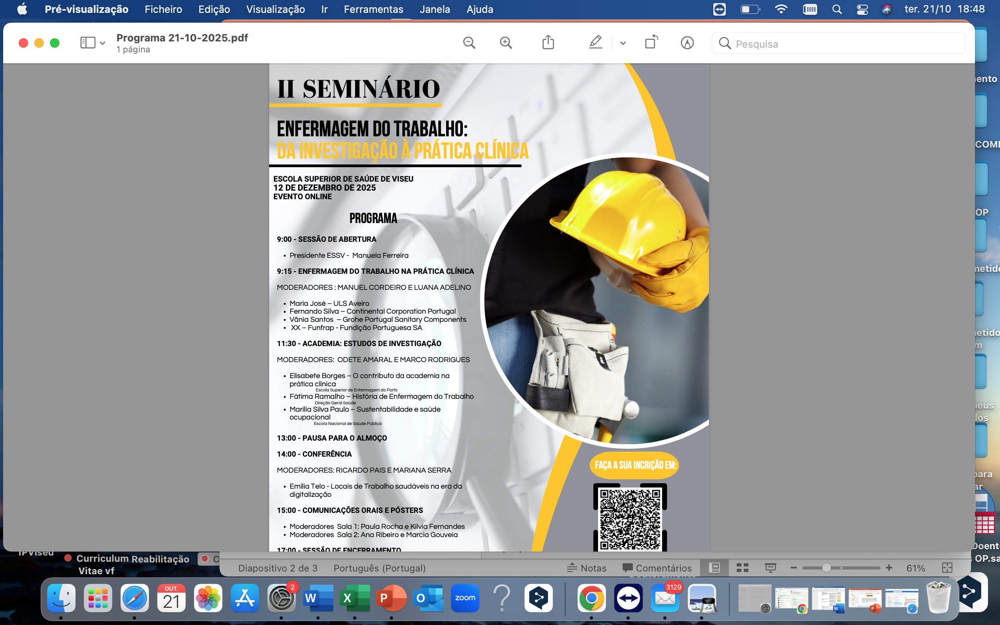 Pré-visualização Ficheiro Edição Visualização Ir Ferramentas Janela Ajuda ter. 21/10 18:48
Programa 21-10-2025.pdf
1 página
Pesquisa
II SEMINÁRIO
ENFERMAGEM DO TRABALHO:
DA INVESTIGAÇÃO À PRÁTICA CLÍNICA
ESCOLA SUPERIOR DE SAÚDE DE VISEU
12 DE DEZEMBRO DE 2025
EVENTO ONLINE
PROGRAMA
9:00 - SESSÃO DE ABERTURA
• Presidente ESSV - Manuela Ferreira
9:15 - ENFERMAGEM DO TRABALHO NA PRÁTICA CLÍNICA
MODERADORES : MANUEL CORDEIRO E LUANA ADELINO
• Maria José – ULS Aveiro
• Fernando Silva – Continental Corporation Portugal
• Vânia Santos – Grohe Portugal Sanitary Components
• XX – Funfrap - Fundição Portuguesa SA
11:30 - ACADEMIA: ESTUDOS DE INVESTIGAÇÃO
MODERADORES: ODETE AMARAL E MARCO RODRIGUES
• Elisabete Borges – O contributo da academia na
prática clínica
Escola Superior de Enfermagem do Porto
• Fátima Ramalho – História de Enfermagem do Trabalho
Direção Geral Saúde
• Marília Silva Paulo – Sustentabilidade e saúde
ocupacional
Escola Nacional de Saúde Pública
13:00 - PAUSA PARA O ALMOÇO
14:00 - CONFERÊNCIA
MODERADORES: RICARDO PAIS E MARIANA SERRA
• Emília Telo - Locais de Trabalho saudáveis na era da
digitalização
15:00 - COMUNICAÇÕES ORAIS E PÓSTERS
• Moderadores Sala 1: Paula Rocha e Kílvia Fernandes
• Moderadores Sala 2: Ana Ribeiro e Marcia Gouveia
17:00 - SESSÃO DE ENCERRAMENTO
FAÇA A SUA INCRIÇÃO EM:
ento
COM
OP
metido
etido
m
neus
dos
para
ar
Doent
OP.sa
IPViseu
Curriculum
Vitae vf
Reabilitação
C
Diapositivo 2 de 3 Português (Portugal) Notas Comentários 61%
OUT.
21
2
W
X
P
O
zoom
?
3129
W
P